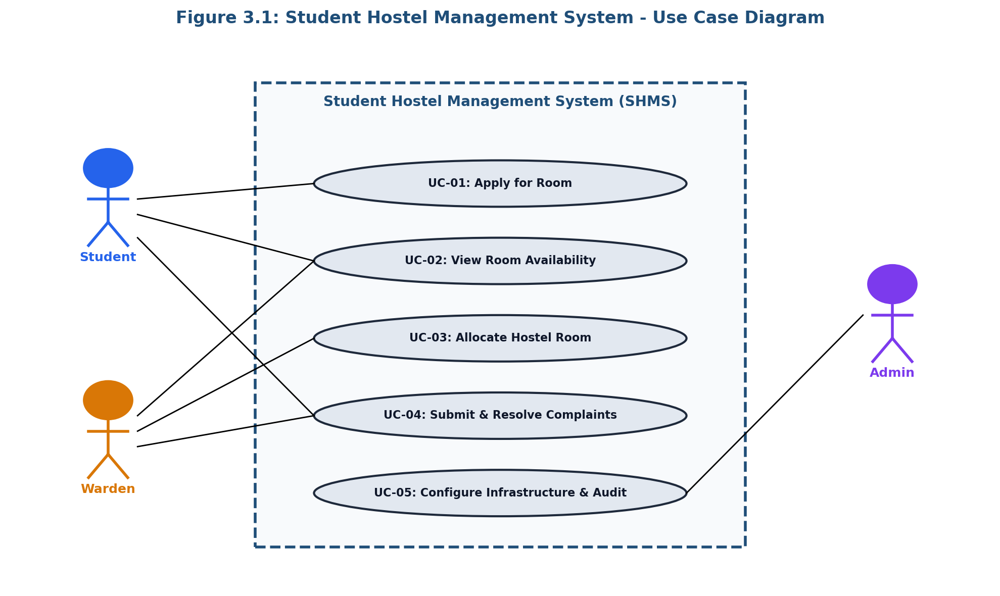 Figure 3.1: Student Hostel Management System - Use Case Diagram
Student Hostel Management System (SHMS)
UC-01: Apply for Room
Student
UC-02: View Room Availability
UC-03: Allocate Hostel Room
Admin
UC-04: Submit & Resolve Complaints
Warden
UC-05: Configure Infrastructure & Audit